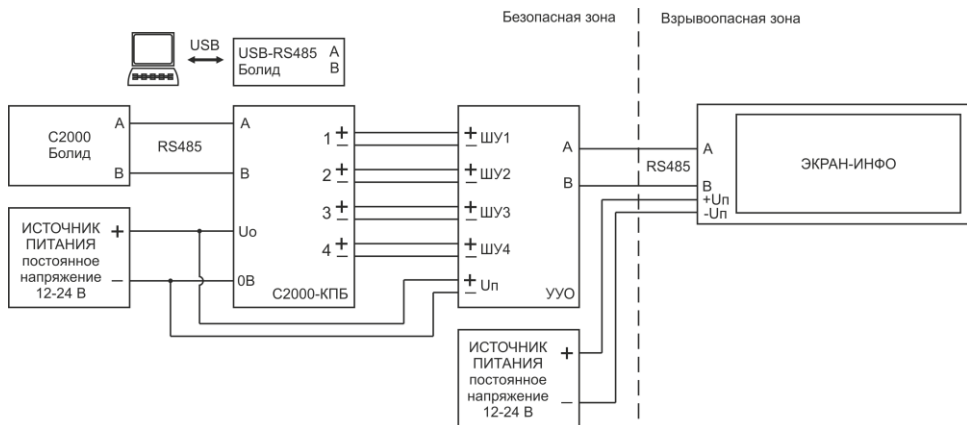 Безопасная зона
Взрывоопасная зона
USB
USB-RS485 A
Болид B
С2000
Болид
A
B
RS485
A
B
Uo
0В
1 + −
2 + −
3 + −
4 + −
С2000-КПБ
+ − ШУ1
+ − ШУ2
+ − ШУ3
+ − ШУ4
+ − Uп
A
B
УУО
RS485
A
B
+Uп
-Uп
ЭКРАН-ИНФО
ИСТОЧНИК
ПИТАНИЯ
постоянное
напряжение
12-24 В
+
−
ИСТОЧНИК
ПИТАНИЯ
постоянное
напряжение
12-24 В
+
−